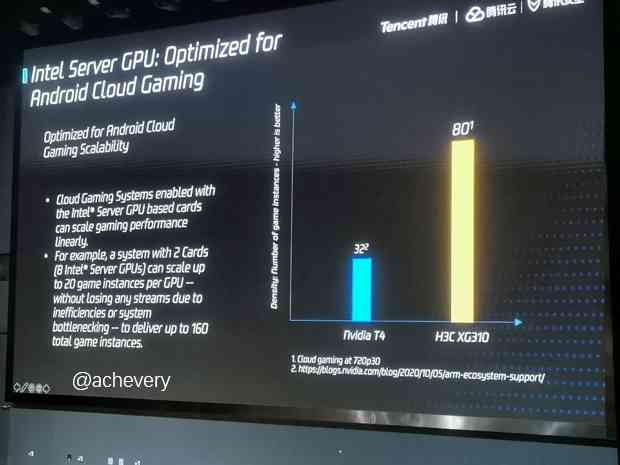 Tencent 腾讯 | 腾讯云 |
Intel Server GPU: Optimized for
Android Cloud Gaming
Optimized for Android Cloud
Gaming Scalability
• Cloud Gaming Systems enabled with
the Intel® Server GPU based cards
can scale gaming performance
linearly.
• For example, a system with 2 Cards
(8 Intel® Server GPUs) can scale up
to 20 game instances per GPU –
without losing any streams due to
inefficiencies or system
bottlenecking – to deliver up to 160
total game instances.
Density: Number of game instances - higher is better
32²
80¹
Nvidia T4
H3C XG310
1. Cloud gaming at 720p30
2. https://blogs.nvidia.com/blog/2020/10/05/arm-ecosystem-support/
@achevery